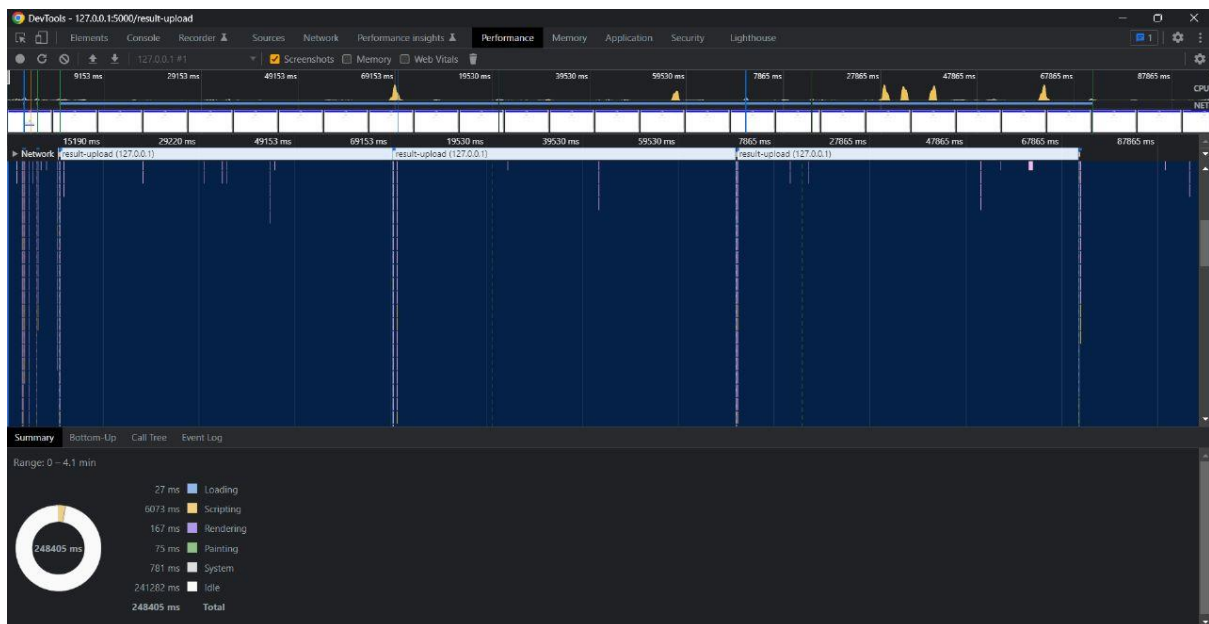 DevTools - 127.0.0.1:5000/result-upload
Elements Console Recorder Sources Network Performance insights Performance Memory Application Security Lighthouse 1
127.0.0.1 #1 Screenshots Memory Web Vitals
9153 ms 29153 ms 49153 ms 69153 ms 19530 ms 39530 ms 59530 ms 7865 ms 27865 ms 47865 ms 67865 ms 87865 ms
CPU
NET
15190 ms 29220 ms 49153 ms 69153 ms 19530 ms 39530 ms 59530 ms 7865 ms 27865 ms 47865 ms 67865 ms 87865 ms
Network result-upload (127.0.0.1) result-upload (127.0.0.1) result-upload (127.0.0.1)
Summary Bottom-Up Call Tree Event Log
Range: 0 – 4.1 min
27 ms Loading
6073 ms Scripting
167 ms Rendering
248405 ms 75 ms Painting
781 ms System
241282 ms Idle
248405 ms Total